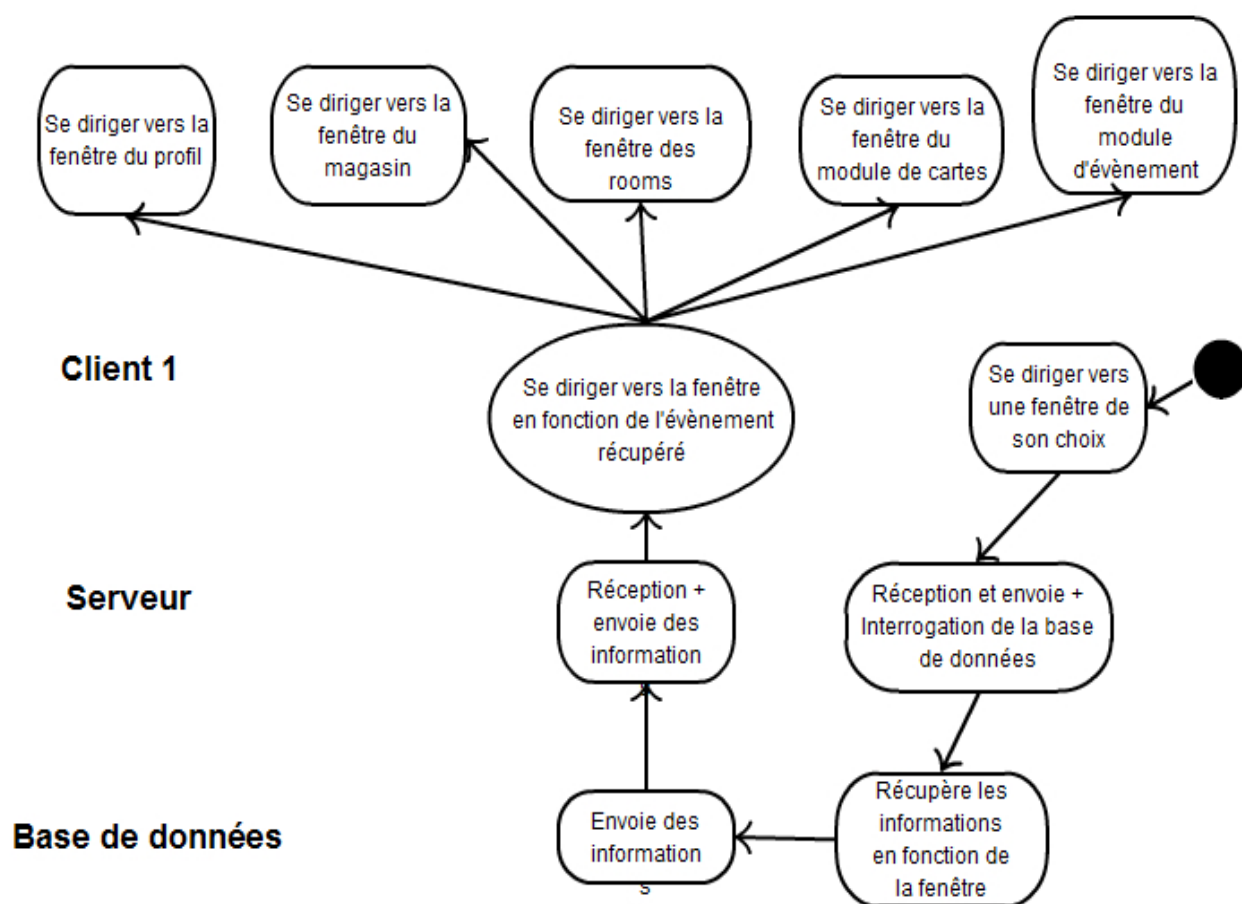 Se diriger vers la
fenêtre du profil
Se diriger vers la
fenêtre du
magasin
Se diriger vers la
fenêtre des
rooms
Se diriger vers la
fenêtre du
module de cartes
Se diriger vers la
fenêtre du
module
d'évènement
Client 1
Se diriger vers la fenêtre
en fonction de l'évènement
récupéré
Se diriger vers
une fenêtre de
son choix
Serveur
Réception +
envoie des
information
s
Réception et envoie +
Interrogation de la base
de données
Base de données
Envoie des
information
s
Récupère les
informations
en fonction de
la fenêtre